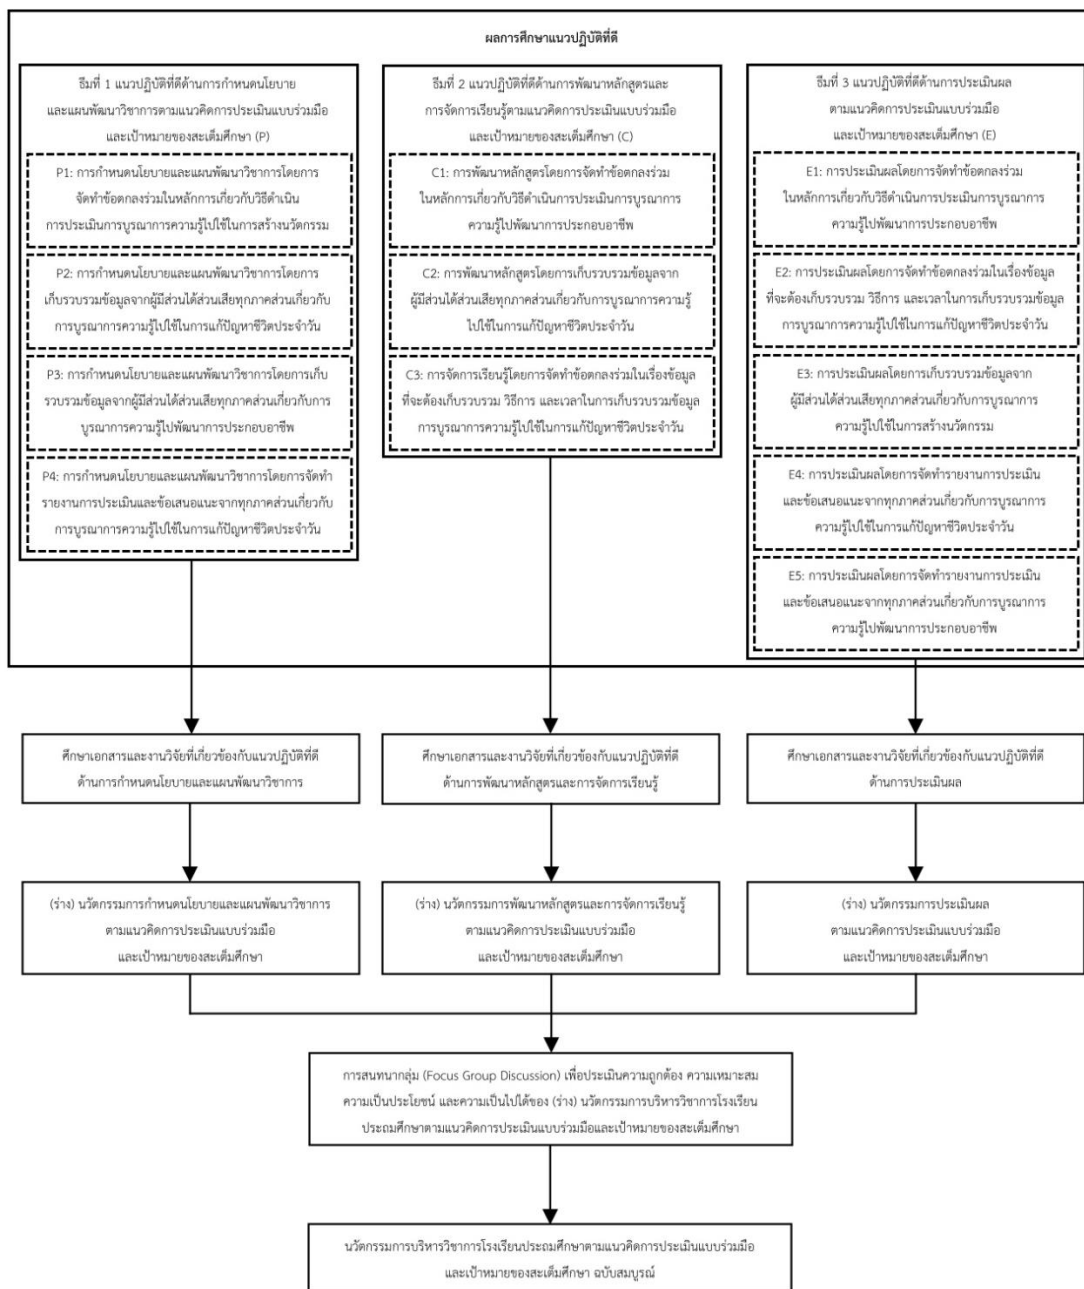 ผลการศึกษาแนวปฏิบัติที่ดี
ธีมที่ 1 แนวปฏิบัติที่ดีด้านการกำหนดนโยบาย
และแผนพัฒนาวิชาการตามแนวคิดการประเมินแบบร่วมมือ
และเป้าหมายของสะเต็มศึกษา (P)
P1: การกำหนดนโยบายและแผนพัฒนาวิชาการโดยการ
จัดทำข้อตกลงร่วมในหลักการเกี่ยวกับวิธีดำเนิน
การประเมินการบูรณาการความรู้ไปใช้ในการสร้างนวัตกรรม
P2: การกำหนดนโยบายและแผนพัฒนาวิชาการโดยการ
เก็บรวบรวมข้อมูลจากผู้มีส่วนได้ส่วนเสียทุกภาคส่วนเกี่ยวกับ
การบูรณาการความรู้ไปใช้ในการแก้ปัญหาชีวิตประจำวัน
P3: การกำหนดนโยบายและแผนพัฒนาวิชาการโดยการเก็บ
รวบรวมข้อมูลจากผู้มีส่วนได้ส่วนเสียทุกภาคส่วนเกี่ยวกับการ
บูรณาการความรู้ไปพัฒนาการประกอบอาชีพ
P4: การกำหนดนโยบายและแผนพัฒนาวิชาการโดยการจัดทำ
รายงานการประเมินและข้อเสนอแนะจากทุกภาคส่วนเกี่ยวกับ
การบูรณาการความรู้ไปใช้ในการแก้ปัญหาชีวิตประจำวัน
ธีมที่ 2 แนวปฏิบัติที่ดีด้านการพัฒนาหลักสูตรและ
การจัดการเรียนรู้ตามแนวคิดการประเมินแบบร่วมมือ
และเป้าหมายของสะเต็มศึกษา (C)
C1: การพัฒนาหลักสูตรโดยการจัดทำข้อตกลงร่วม
ในหลักการเกี่ยวกับวิธีดำเนินการประเมินการบูรณาการ
ความรู้ไปพัฒนาการประกอบอาชีพ
C2: การพัฒนาหลักสูตรโดยการเก็บรวบรวมข้อมูลจาก
ผู้มีส่วนได้ส่วนเสียทุกภาคส่วนเกี่ยวกับการบูรณาการความรู้
ไปใช้ในการแก้ปัญหาชีวิตประจำวัน
C3: การจัดการเรียนรู้โดยการจัดทำข้อตกลงร่วมในเรื่องข้อมูล
ที่จะต้องเก็บรวบรวม วิธีการ และเวลาในการเก็บรวบรวมข้อมูล
การบูรณาการความรู้ไปใช้ในการแก้ปัญหาชีวิตประจำวัน
ธีมที่ 3 แนวปฏิบัติที่ดีด้านการประเมินผล
ตามแนวคิดการประเมินแบบร่วมมือ
และเป้าหมายของสะเต็มศึกษา (E)
E1: การประเมินผลโดยการจัดทำข้อตกลงร่วม
ในหลักการเกี่ยวกับวิธีดำเนินการประเมินการบูรณาการ
ความรู้ไปพัฒนาการประกอบอาชีพ
E2: การประเมินผลโดยการจัดทำข้อตกลงร่วมในเรื่องข้อมูล
ที่จะต้องเก็บรวบรวม วิธีการ และเวลาในการเก็บรวบรวมข้อมูล
การบูรณาการความรู้ไปใช้ในการแก้ปัญหาชีวิตประจำวัน
E3: การประเมินผลโดยการเก็บรวบรวมข้อมูลจาก
ผู้มีส่วนได้ส่วนเสียทุกภาคส่วนเกี่ยวกับการบูรณาการ
ความรู้ไปใช้ในการสร้างนวัตกรรม
E4: การประเมินผลโดยการจัดทำรายงานการประเมิน
และข้อเสนอแนะจากทุกภาคส่วนเกี่ยวกับการบูรณาการ
ความรู้ไปใช้ในการแก้ปัญหาชีวิตประจำวัน
E5: การประเมินผลโดยการจัดทำรายงานการประเมิน
และข้อเสนอแนะจากทุกภาคส่วนเกี่ยวกับการบูรณาการ
ความรู้ไปพัฒนาการประกอบอาชีพ
ศึกษาเอกสารและงานวิจัยที่เกี่ยวข้องกับแนวปฏิบัติที่ดี
ด้านการกำหนดนโยบายและแผนพัฒนาวิชาการ
ศึกษาเอกสารและงานวิจัยที่เกี่ยวข้องกับแนวปฏิบัติที่ดี
ด้านการพัฒนาหลักสูตรและการจัดการเรียนรู้
ศึกษาเอกสารและงานวิจัยที่เกี่ยวข้องกับแนวปฏิบัติที่ดี
ด้านการประเมินผล
(ร่าง) นวัตกรรมการกำหนดนโยบายและแผนพัฒนาวิชาการ
ตามแนวคิดการประเมินแบบร่วมมือ
และเป้าหมายของสะเต็มศึกษา
(ร่าง) นวัตกรรมการพัฒนาหลักสูตรและการจัดการเรียนรู้
ตามแนวคิดการประเมินแบบร่วมมือ
และเป้าหมายของสะเต็มศึกษา
(ร่าง) นวัตกรรมการประเมินผล
ตามแนวคิดการประเมินแบบร่วมมือ
และเป้าหมายของสะเต็มศึกษา
การสนทนากลุ่ม (Focus Group Discussion) เพื่อประเมินความถูกต้อง ความเหมาะสม
ความเป็นประโยชน์ และความเป็นไปได้ของ (ร่าง) นวัตกรรมการบริหารวิชาการโรงเรียน
ประถมศึกษาตามแนวคิดการประเมินแบบร่วมมือและเป้าหมายของสะเต็มศึกษา
นวัตกรรมการบริหารวิชาการโรงเรียนประถมศึกษาตามแนวคิดการประเมินแบบร่วมมือ
และเป้าหมายของสะเต็มศึกษา ฉบับสมบูรณ์